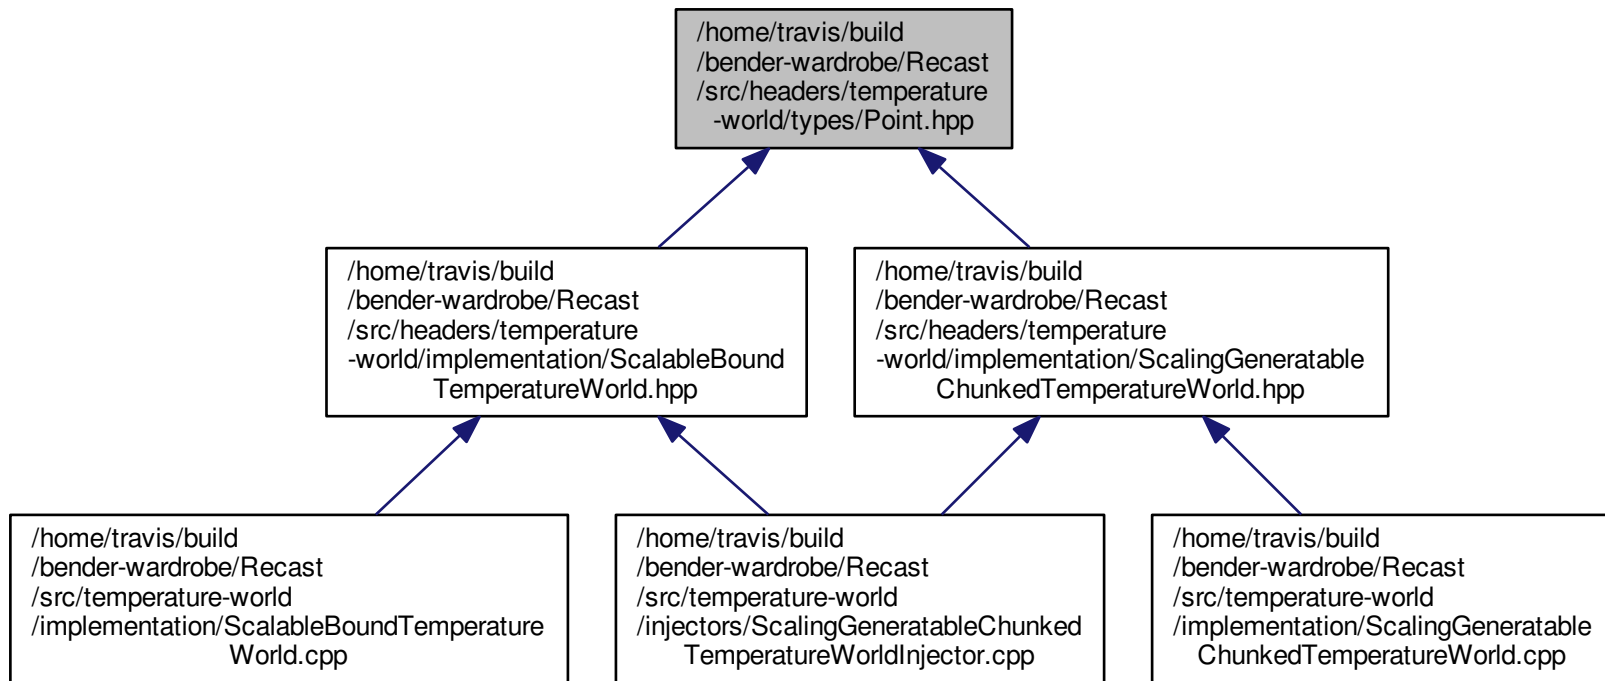 /home/travis/build
/bender-wardrobe/Recast
/src/headers/temperature
-world/types/Point.hpp
/home/travis/build
/bender-wardrobe/Recast
/src/headers/temperature
-world/implementation/ScalableBound
TemperatureWorld.hpp
/home/travis/build
/bender-wardrobe/Recast
/src/headers/temperature
-world/implementation/ScalingGeneratable
ChunkedTemperatureWorld.hpp
/home/travis/build
/bender-wardrobe/Recast
/src/temperature-world
/implementation/ScalableBoundTemperature
World.cpp
/home/travis/build
/bender-wardrobe/Recast
/src/temperature-world
/injectors/ScalingGeneratableChunked
TemperatureWorldInjector.cpp
/home/travis/build
/bender-wardrobe/Recast
/src/temperature-world
/implementation/ScalingGeneratable
ChunkedTemperatureWorld.cpp